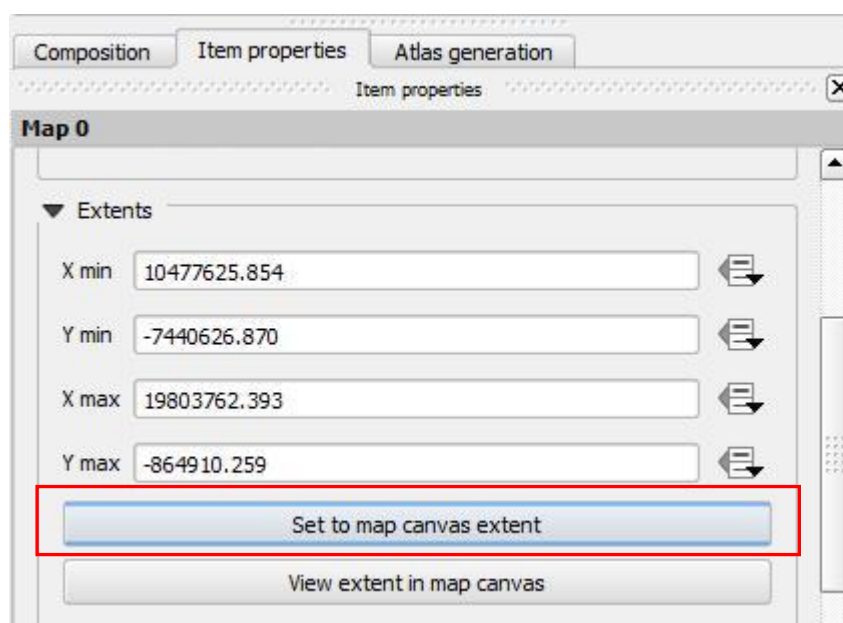 Composition Item properties Atlas generation
Item properties
Map 0
Extents
X min 10477625.854
Y min -7440626.870
X max 19803762.393
Y max -864910.259
Set to map canvas extent
View extent in map canvas